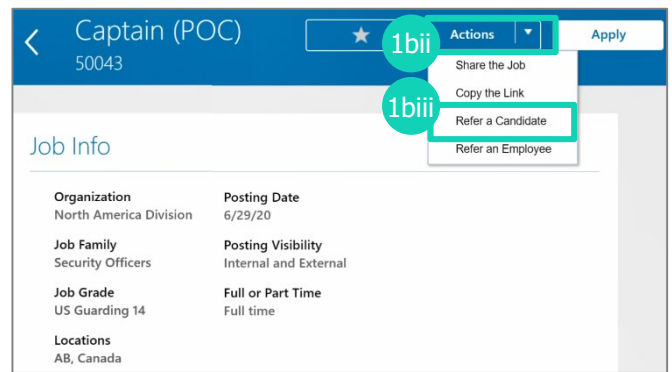 Captain (POC)
50043
1bii
Actions
Apply
Share the Job
Copy the Link
1biii
Refer a Candidate
Refer an Employee
Job Info
Organization
North America Division
Posting Date
6/29/20
Job Family
Security Officers
Posting Visibility
Internal and External
Job Grade
US Guarding 14
Full or Part Time
Full time
Locations
AB, Canada